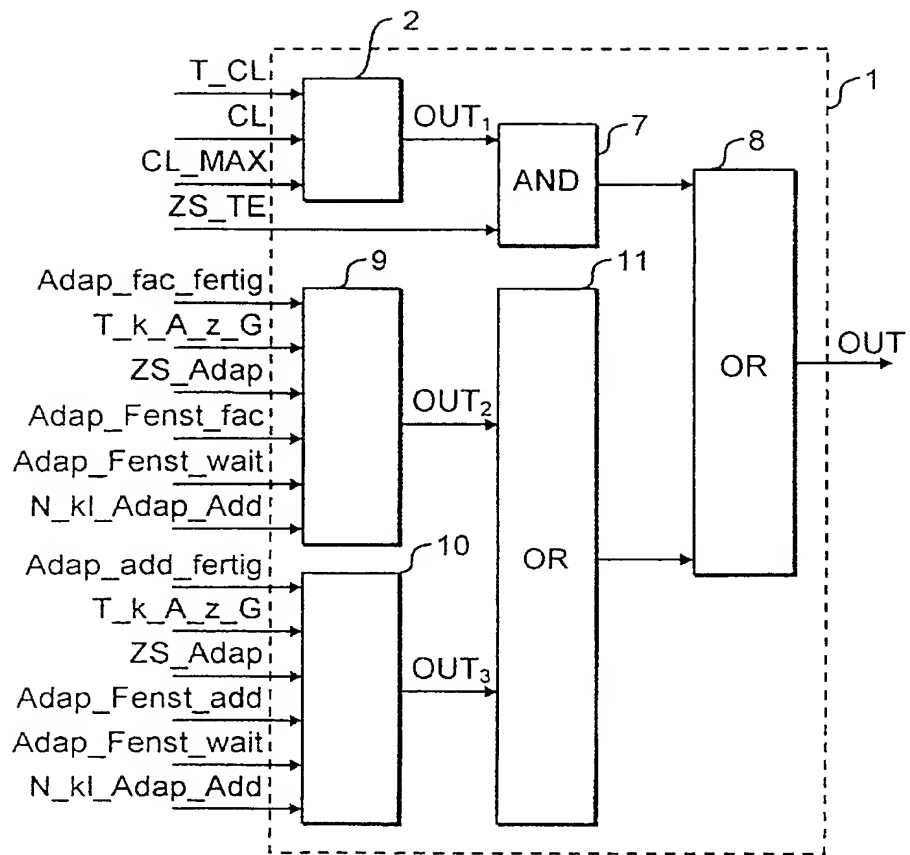 2
T_CL
1
CL
OUT₁
7
8
CL_MAX
AND
ZS_TE
9
11
Adap_fac_fertig
T_k_A_z_G
ZS_Adap
OUT
OR
Adap_Fenst_fac
OUT₂
Adap_Fenst_wait
N_kl_Adap_Add
10
OR
Adap_add_fertig
T_k_A_z_G
ZS_Adap
OUT₃
Adap_Fenst_add
Adap_Fenst_wait
N_kl_Adap_Add